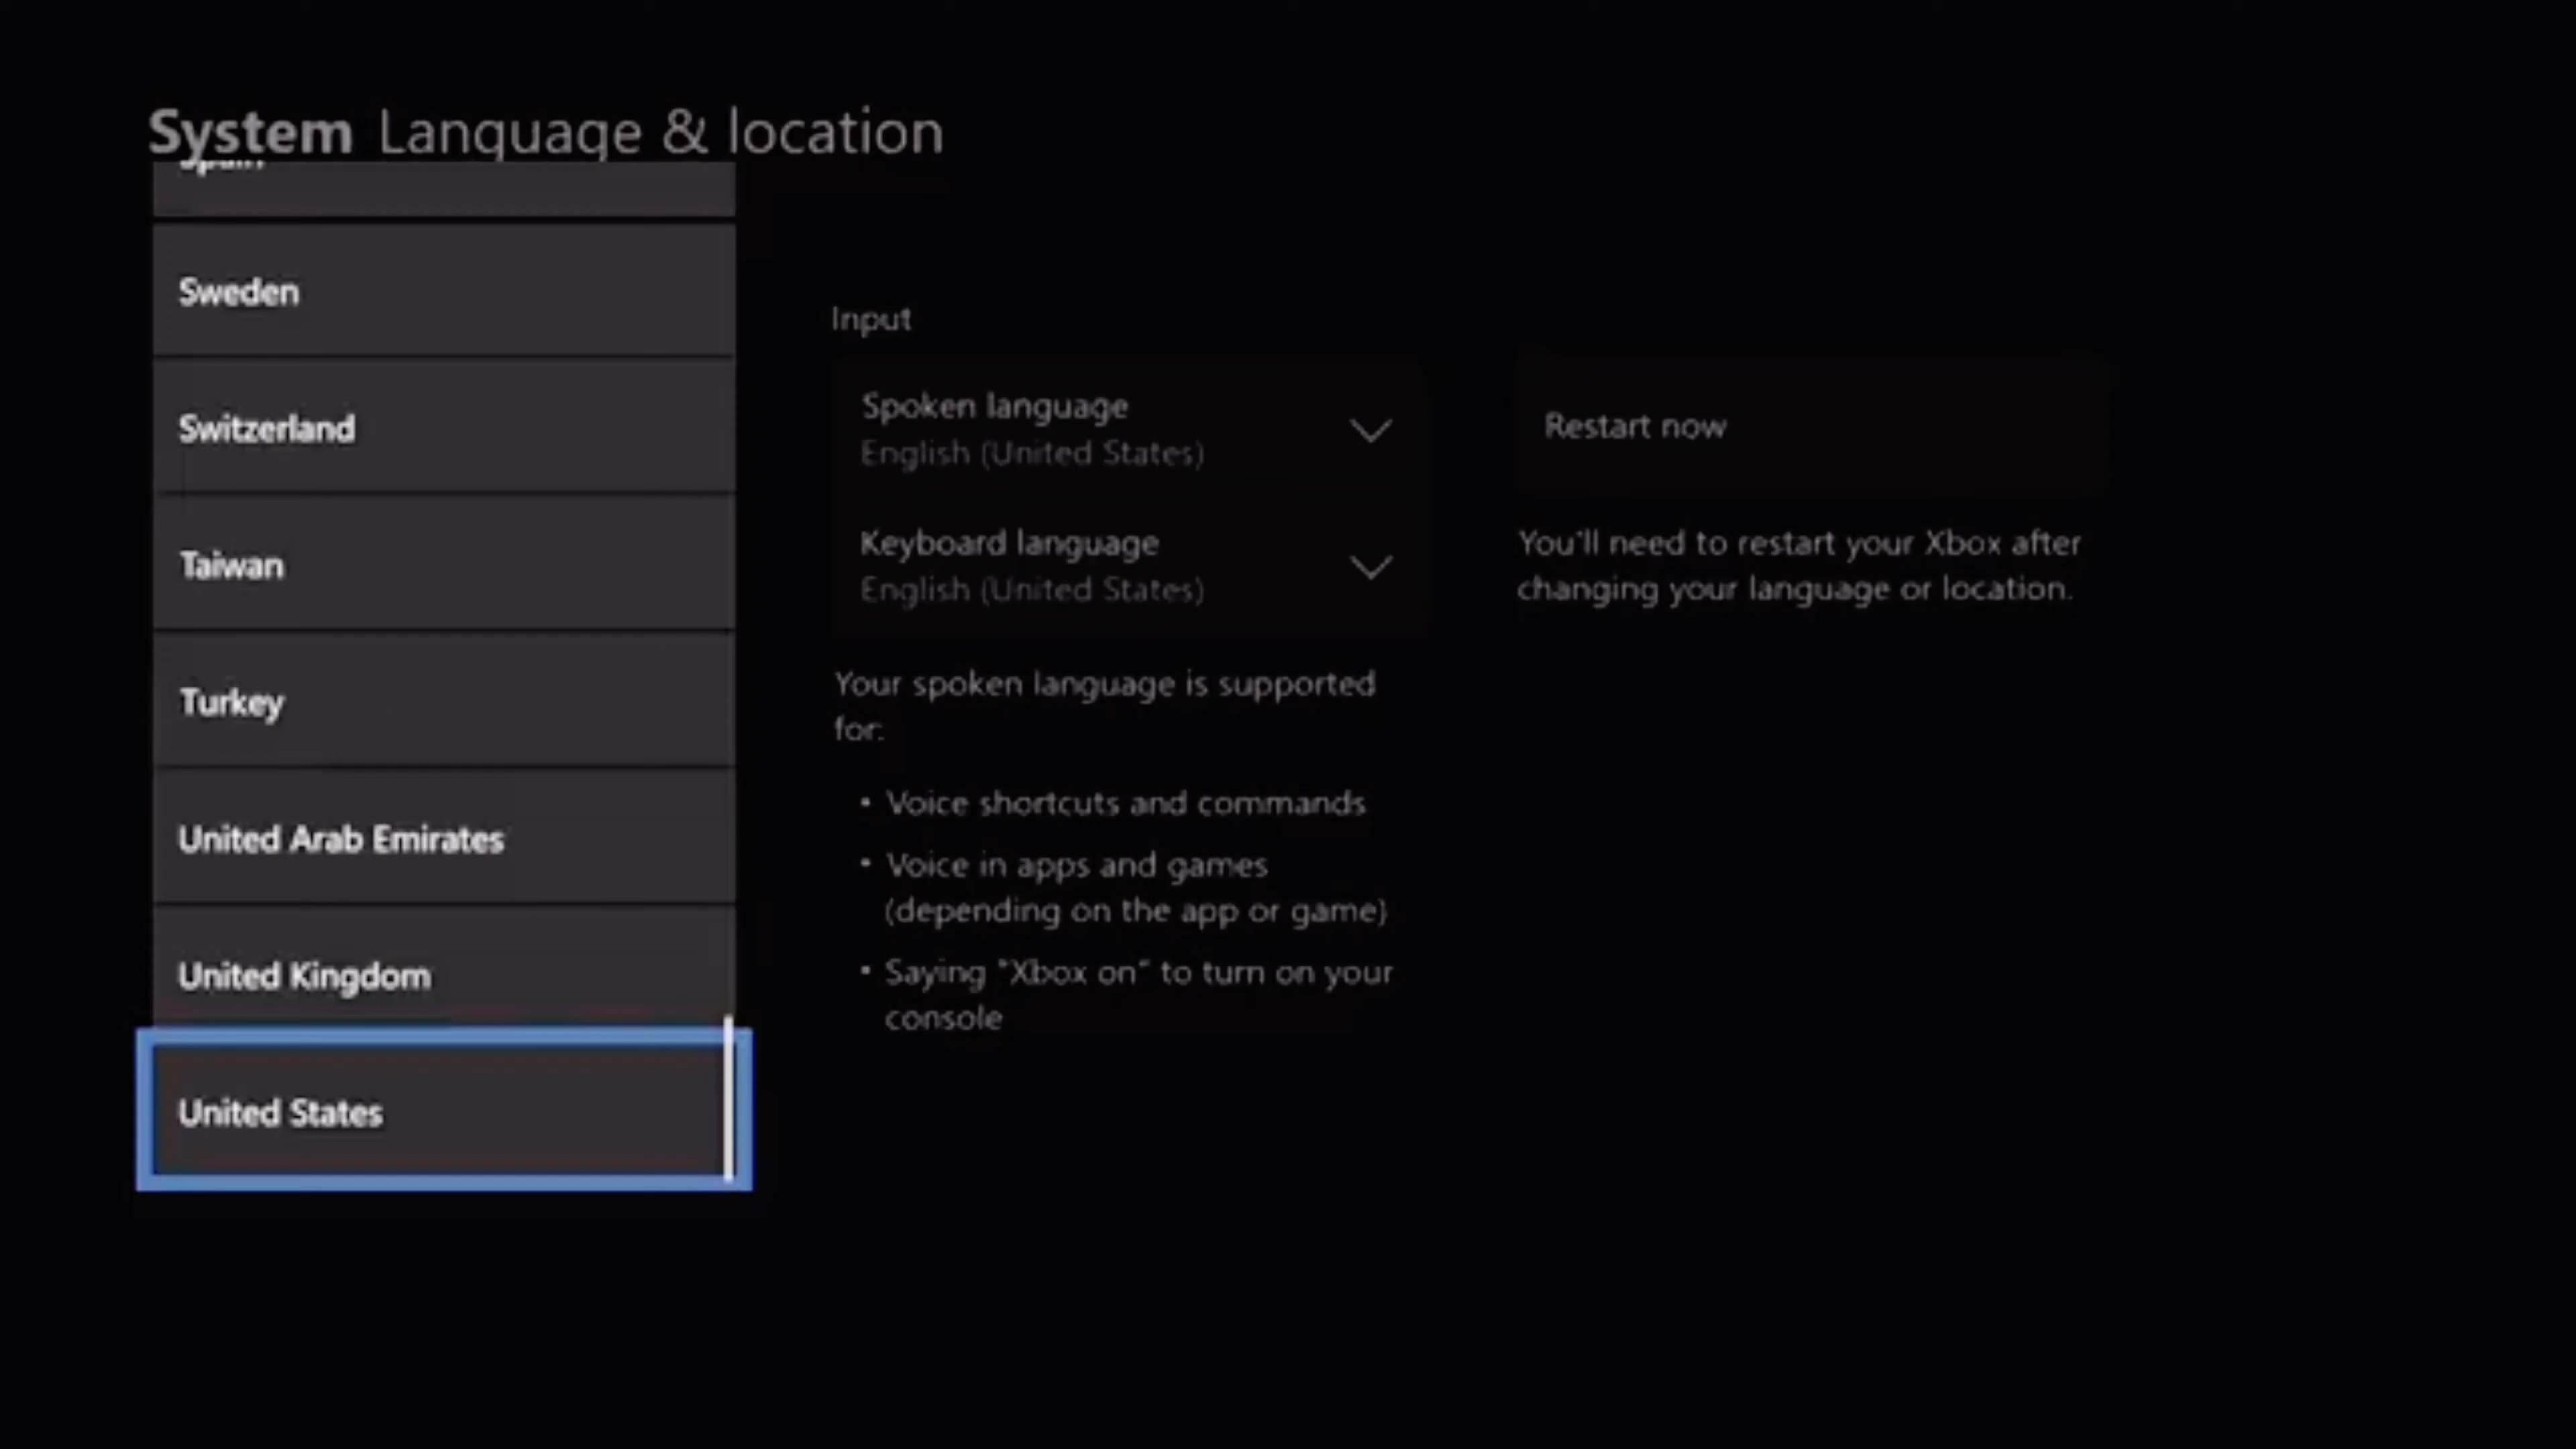 System Language & location
Spain
Sweden
Switzerland
Taiwan
Turkey
United Arab Emirates
United Kingdom
United States
Input
Spoken language
English (United States)
Keyboard language
English (United States)
Your spoken language is supported
for:
• Voice shortcuts and commands
• Voice in apps and games
(depending on the app or game)
• Saying "Xbox on" to turn on your
console
Restart now
You'll need to restart your Xbox after
changing your language or location.